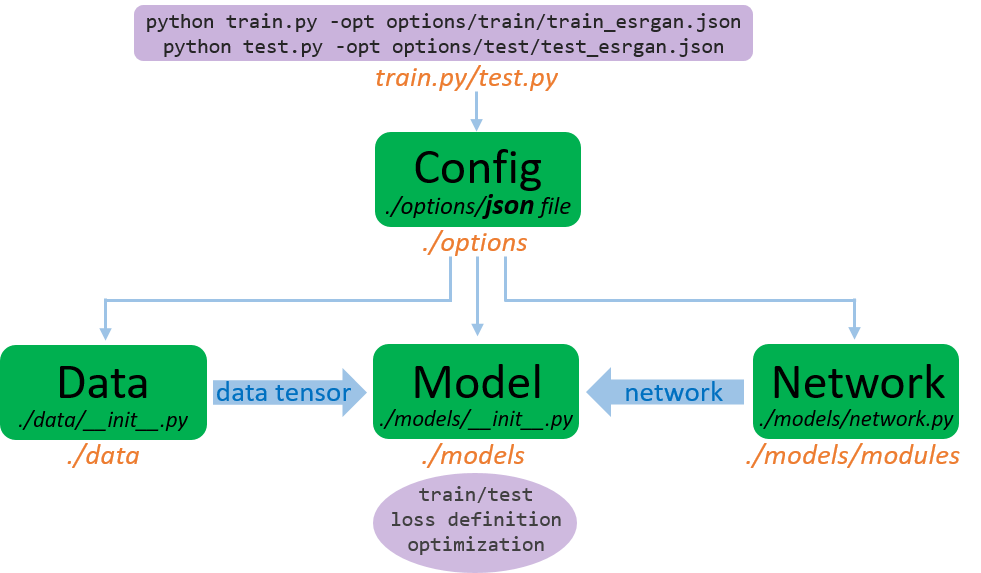 python train.py -opt options/train/train_esrgan.json
python test.py -opt options/test/test_esrgan.json
train.py/test.py
Config
./options/json file
./options
Data
./data/__init__.py
./data
data tensor
Model
./models/__init__.py
./models
network
Network
./models/network.py
./models/modules
train/test
loss definition
optimization